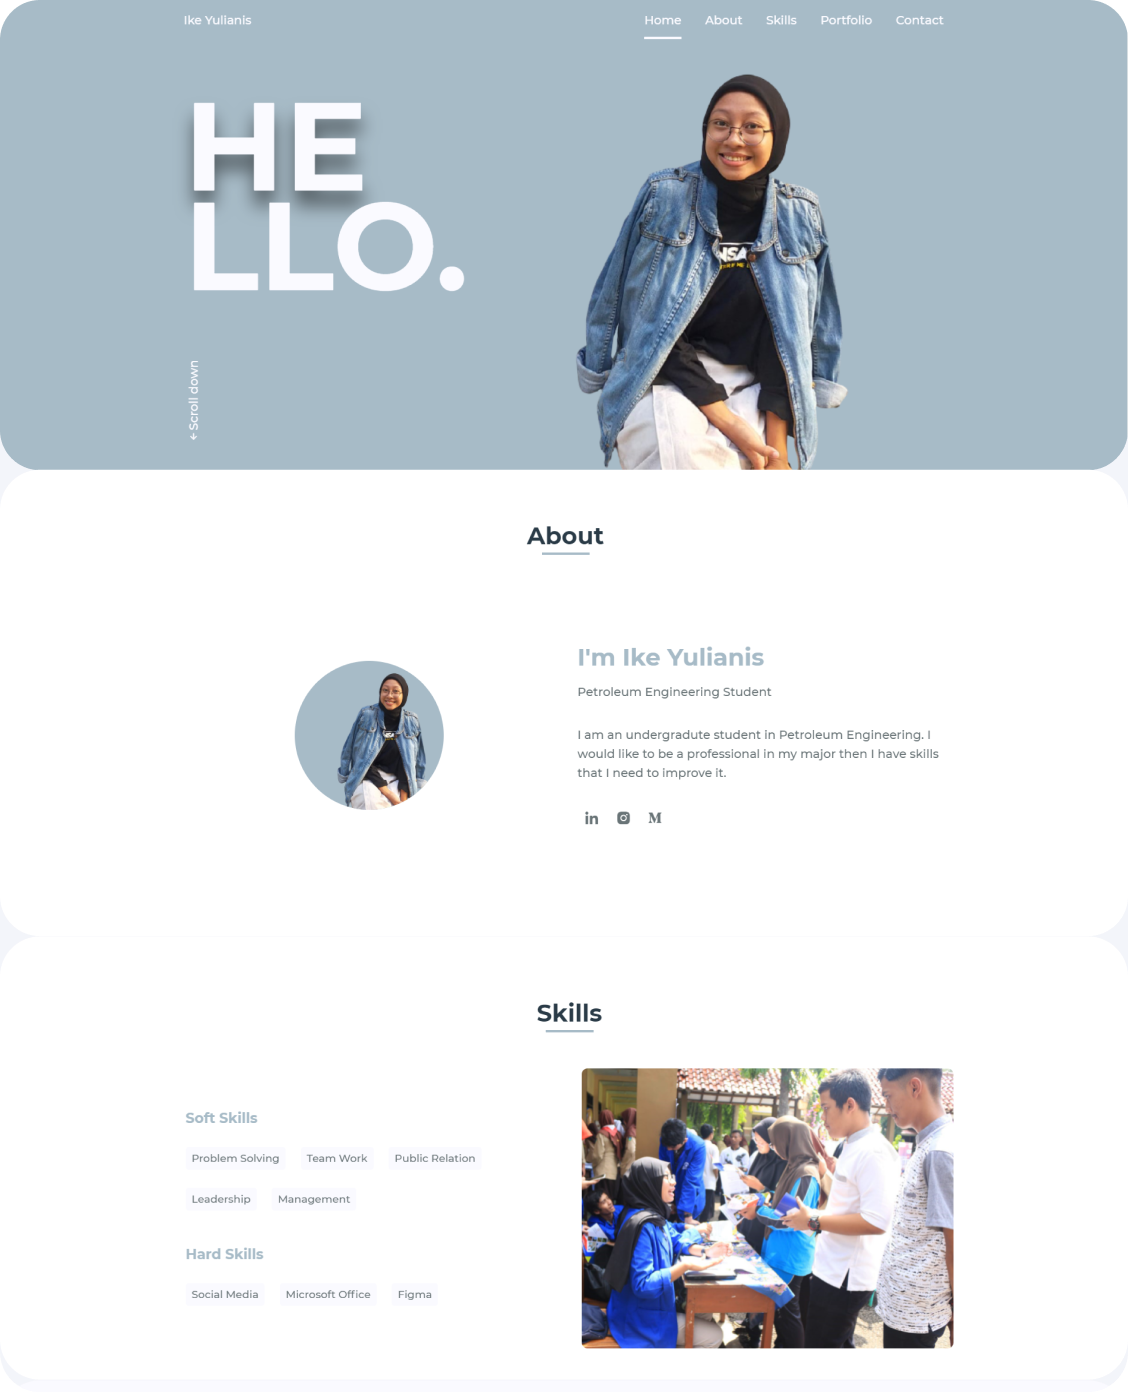 Ike Yulianis
Home About Skills Portfolio Contact
HE
LLO.
← Scroll down
About
I'm Ike Yulianis
Petroleum Engineering Student
I am an undergradute student in Petroleum Engineering. I
would like to be a professional in my major then I have skills
that I need to improve it.
Skills
Soft Skills
Problem Solving Team Work Public Relation
Leadership Management
Hard Skills
Social Media Microsoft Office Figma